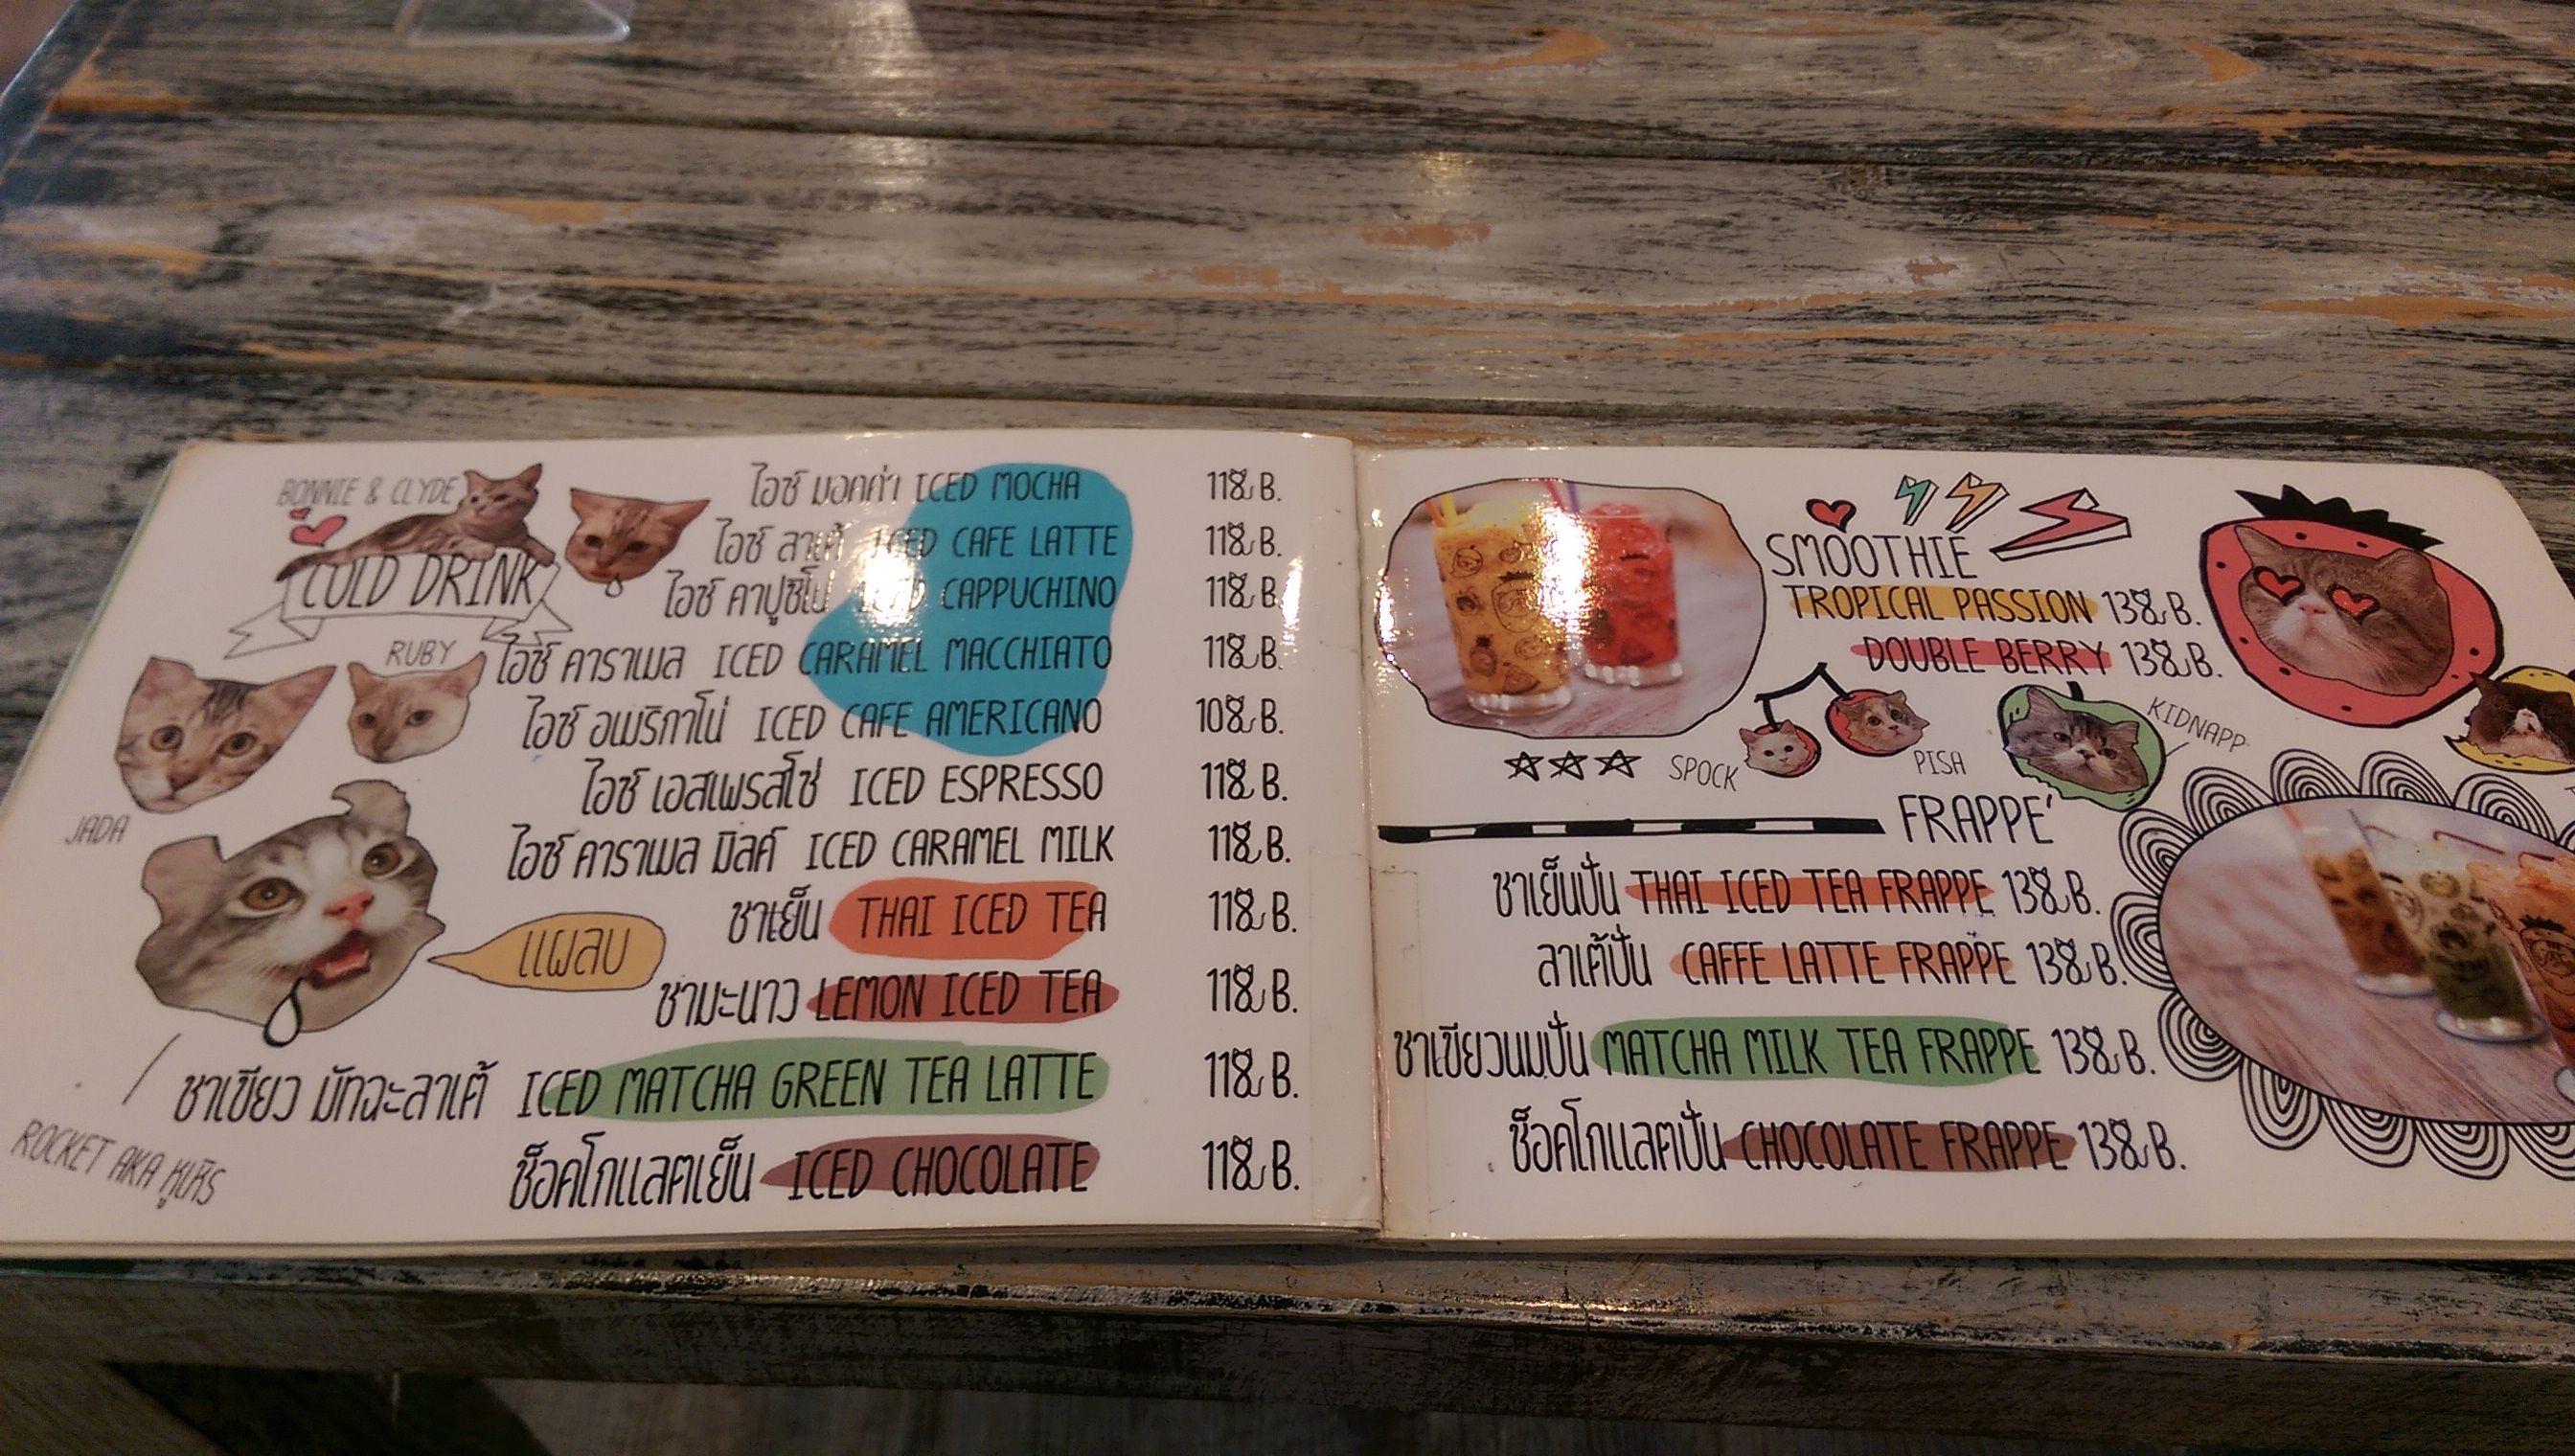 BONNIE & CLYDE
COLD DRINK
RUBY
JADA
แผลบ
ROCKET AKA หูหิร
ไอซ์ มอคค่า ICED MOCHA 118 B.
ไอซ์ ลาเต้ ICED CAFE LATTE 118 B.
ไอซ์ คาปูชิโน่ ICED CAPPUCHINO 118 B.
ไอซ์ คาราเมล ICED CARAMEL MACCHIATO 118 B.
ไอซ์ อเมริกาโน่ ICED CAFE AMERICANO 108 B.
ไอซ์ เอสเพรสโซ่ ICED ESPRESSO 118 B.
ไอซ์ คาราเมล มิลค์ ICED CARAMEL MILK 118 B.
ชาเย็น THAI ICED TEA 118 B.
ชามะนาว LEMON ICED TEA 118 B.
ชาเขียว มัทฉะลาเต้ ICED MATCHA GREEN TEA LATTE 118 B.
ช็อคโกแลตเย็น ICED CHOCOLATE 118 B.
SMOOTHIE
TROPICAL PASSION 138 B.
DOUBLE BERRY 138 B.
SPOCK
PISA
KIDNAPP
FRAPPE'
ชาเย็นปั่น THAI ICED TEA FRAPPE 138 B.
ลาเต้ปั่น CAFFE LATTE FRAPPE 138 B.
ชาเขียวนมปั่น MATCHA MILK TEA FRAPPE 138 B.
ช็อคโกแลตปั่น CHOCOLATE FRAPPE 138 B.